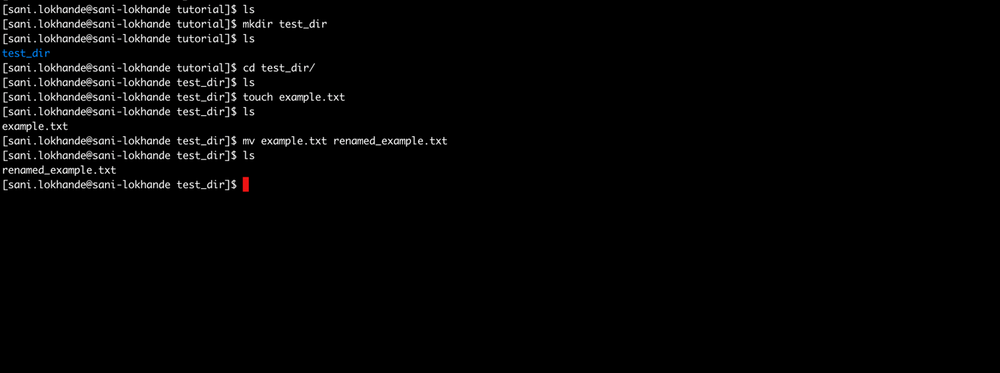 [sani.lokhande@sani-lokhande tutorial]$ ls
[sani.lokhande@sani-lokhande tutorial]$ mkdir test_dir
[sani.lokhande@sani-lokhande tutorial]$ ls
test_dir
[sani.lokhande@sani-lokhande tutorial]$ cd test_dir/
[sani.lokhande@sani-lokhande test_dir]$ ls
[sani.lokhande@sani-lokhande test_dir]$ touch example.txt
[sani.lokhande@sani-lokhande test_dir]$ ls
example.txt
[sani.lokhande@sani-lokhande test_dir]$ mv example.txt renamed_example.txt
[sani.lokhande@sani-lokhande test_dir]$ ls
renamed_example.txt
[sani.lokhande@sani-lokhande test_dir]$